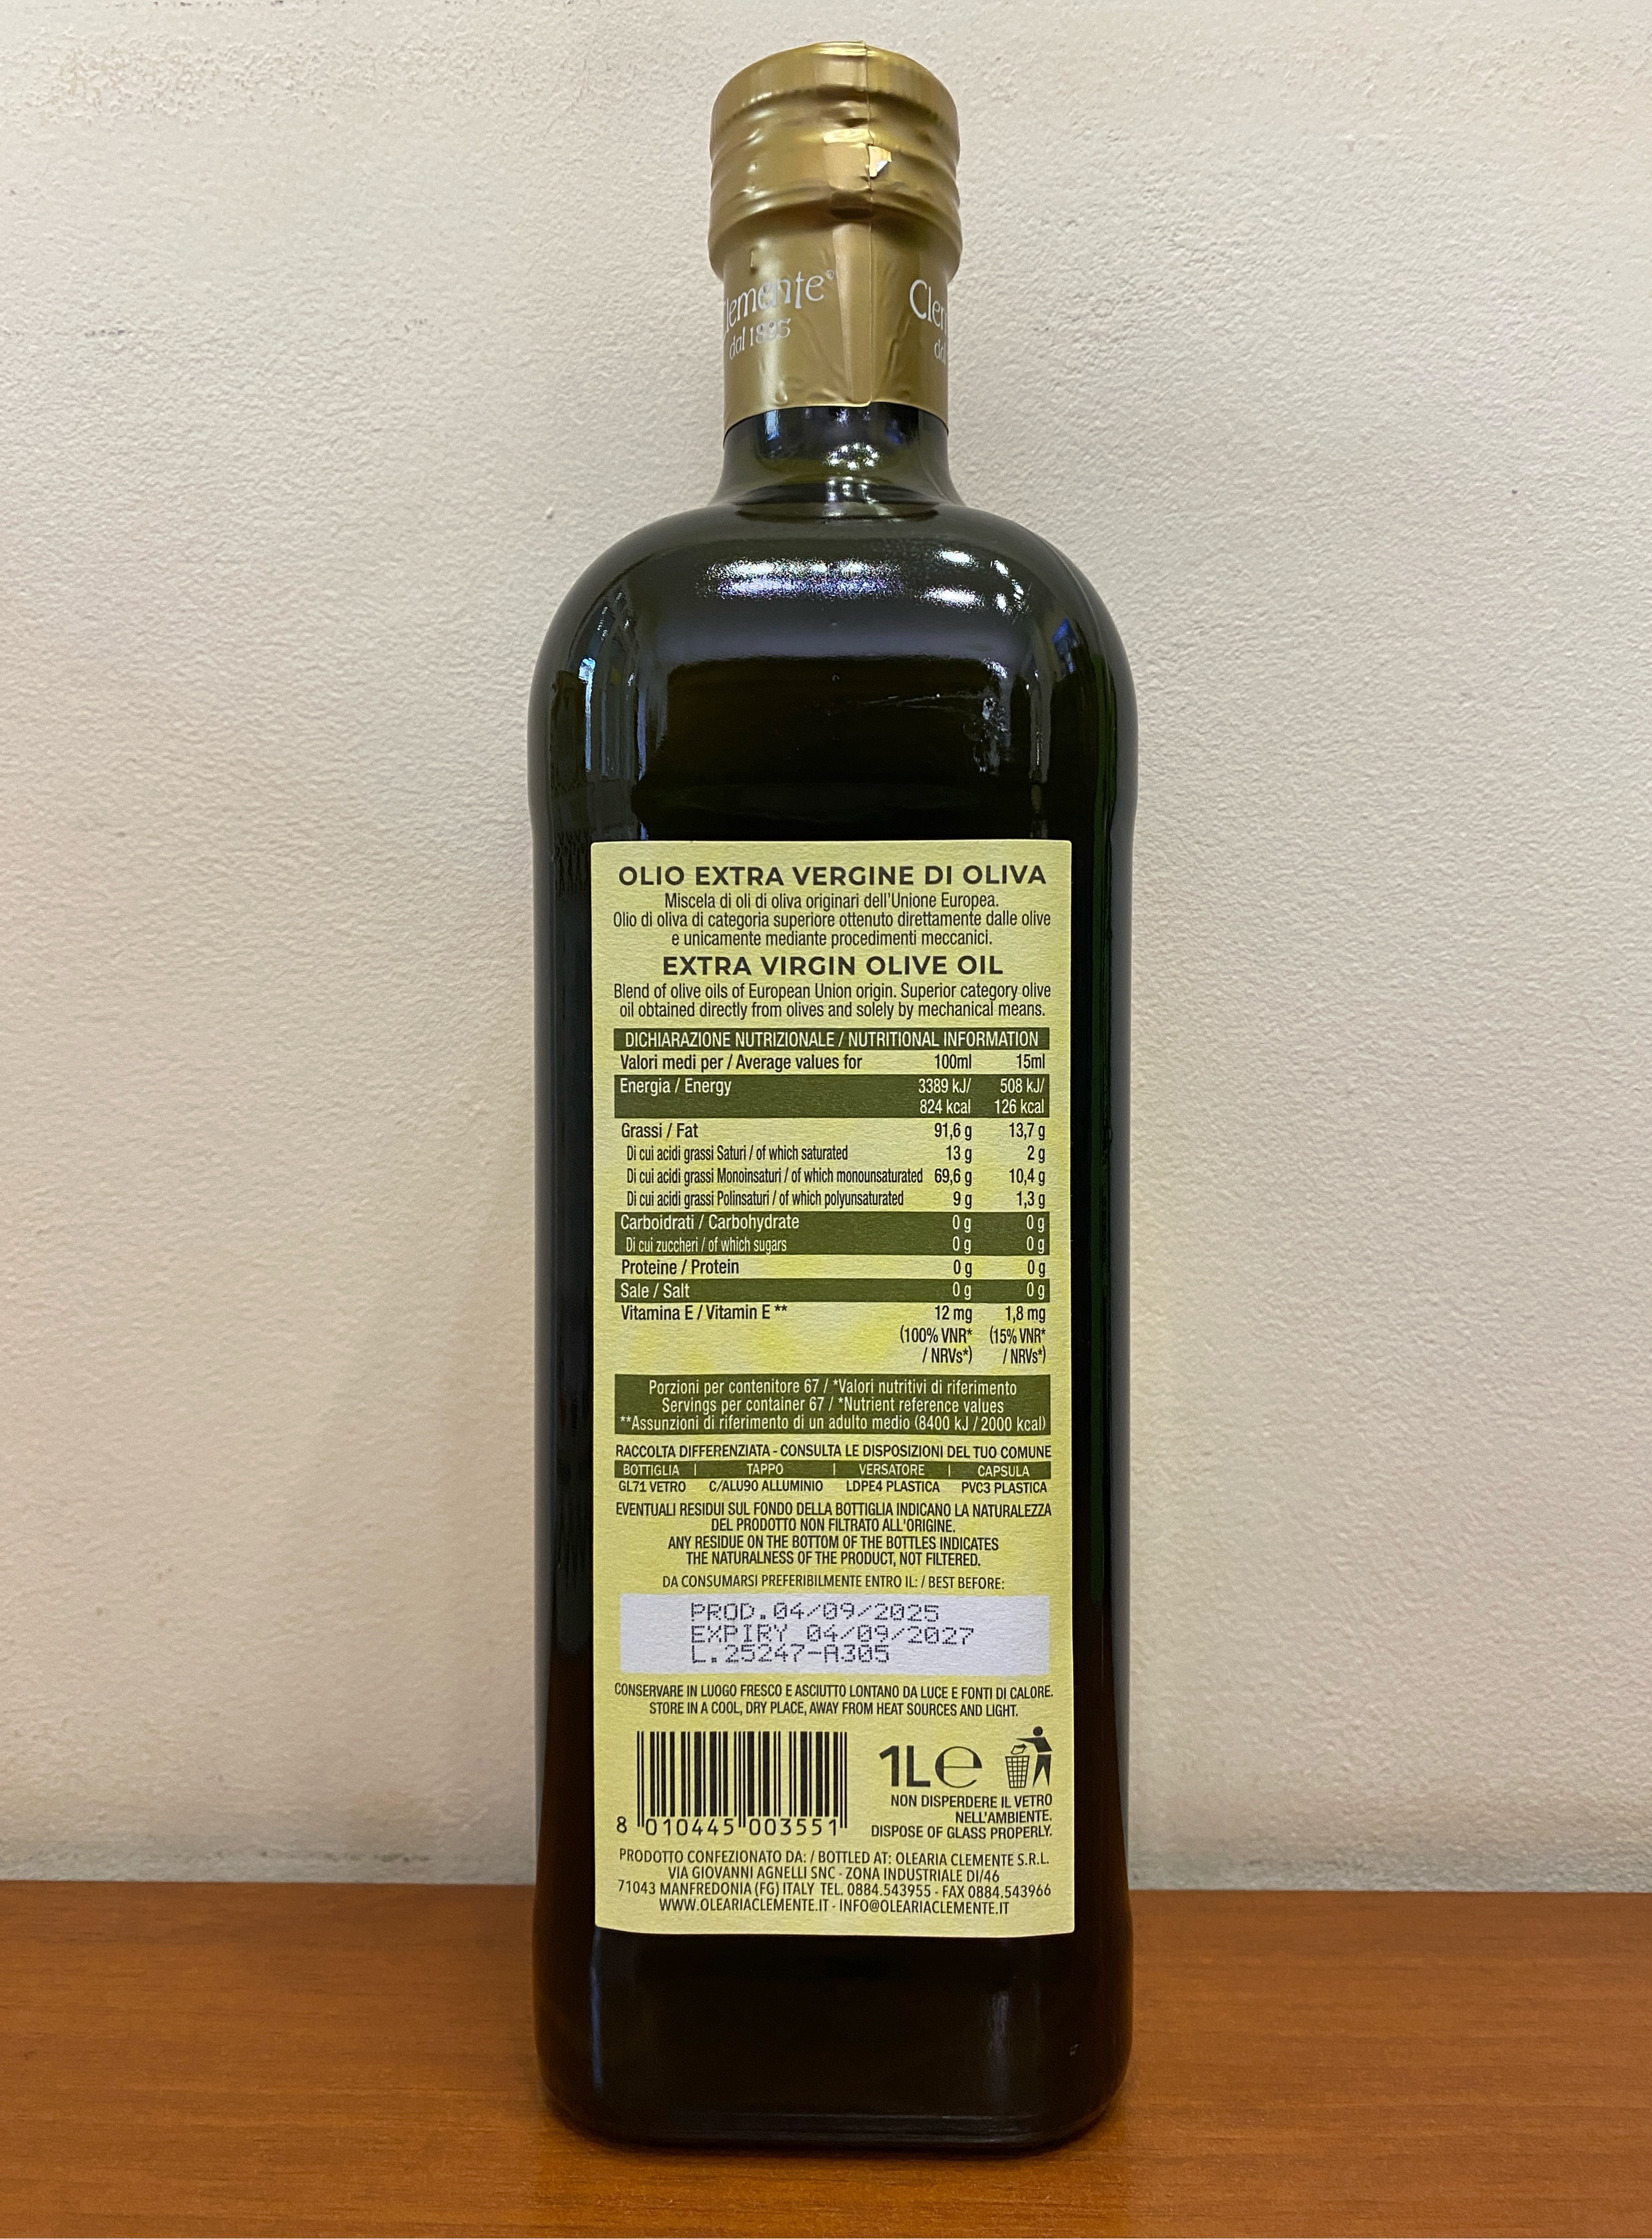 lemente®
dal 1895
Cle
da
OLIO EXTRA VERGINE DI OLIVA
Miscela di oli di oliva originari dell'Unione Europea.
Olio di oliva di categoria superiore ottenuto direttamente dalle olive
e unicamente mediante procedimenti meccanici.
EXTRA VIRGIN OLIVE OIL
Blend of olive oils of European Union origin. Superior category olive
oil obtained directly from olives and solely by mechanical means.
DICHIARAZIONE NUTRIZIONALE / NUTRITIONAL INFORMATION
Valori medi per / Average values for 100ml 15ml
Energia / Energy 3389 kJ/ 508 kJ/
824 kcal 126 kcal
Grassi / Fat 91,6 g 13,7 g
Di cui acidi grassi Saturi / of which saturated 13 g 2 g
Di cui acidi grassi Monoinsaturi / of which monounsaturated 69,6 g 10,4 g
Di cui acidi grassi Polinsaturi / of which polyunsaturated 9 g 1,3 g
Carboidrati / Carbohydrate 0 g 0 g
Di cui zuccheri / of which sugars 0 g 0 g
Proteine / Protein 0 g 0 g
Sale / Salt 0 g 0 g
Vitamina E / Vitamin E ** 12 mg 1,8 mg
(100% VNR* (15% VNR*
/ NRVs*) / NRVs*)
Porzioni per contenitore 67 / *Valori nutritivi di riferimento
Servings per container 67 / *Nutrient reference values
**Assunzioni di riferimento di un adulto medio (8400 kJ / 2000 kcal)
RACCOLTA DIFFERENZIATA - CONSULTA LE DISPOSIZIONI DEL TUO COMUNE
BOTTIGLIA | TAPPO | VERSATORE | CAPSULA
GL71 VETRO C/ALU90 ALLUMINIO LDPE4 PLASTICA PVC3 PLASTICA
EVENTUALI RESIDUI SUL FONDO DELLA BOTTIGLIA INDICANO LA NATURALEZZA
DEL PRODOTTO NON FILTRATO ALL'ORIGINE.
ANY RESIDUE ON THE BOTTOM OF THE BOTTLES INDICATES
THE NATURALNESS OF THE PRODUCT, NOT FILTERED.
DA CONSUMARSI PREFERIBILMENTE ENTRO IL: / BEST BEFORE:
PROD.04/09/2025
EXPIRY 04/09/2027
L.25247-A305
CONSERVARE IN LUOGO FRESCO E ASCIUTTO LONTANO DA LUCE E FONTI DI CALORE.
STORE IN A COOL, DRY PLACE, AWAY FROM HEAT SOURCES AND LIGHT.
8 010445 003551
1L e
NON DISPERDERE IL VETRO
NELL'AMBIENTE.
DISPOSE OF GLASS PROPERLY.
PRODOTTO CONFEZIONATO DA: / BOTTLED AT: OLEARIA CLEMENTE S.R.L.
VIA GIOVANNI AGNELLI SNC - ZONA INDUSTRIALE DI/46
71043 MANFREDONIA (FG) ITALY TEL. 0884.543955 - FAX 0884.543966
WWW.OLEARIACLEMENTE.IT - INFO@OLEARIACLEMENTE.IT